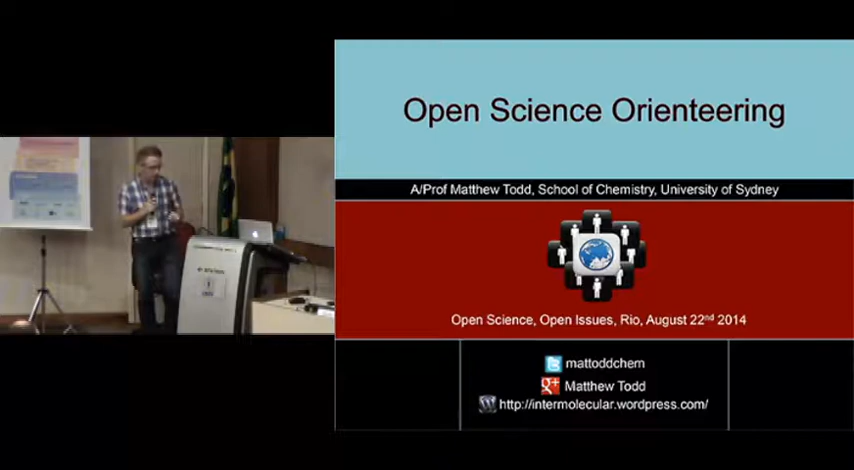 Open Science Orienteering
A/Prof Matthew Todd, School of Chemistry, University of Sydney
Open Science, Open Issues, Rio, August 22nd 2014
mattoddchem
Matthew Todd
http://intermolecular.wordpress.com/